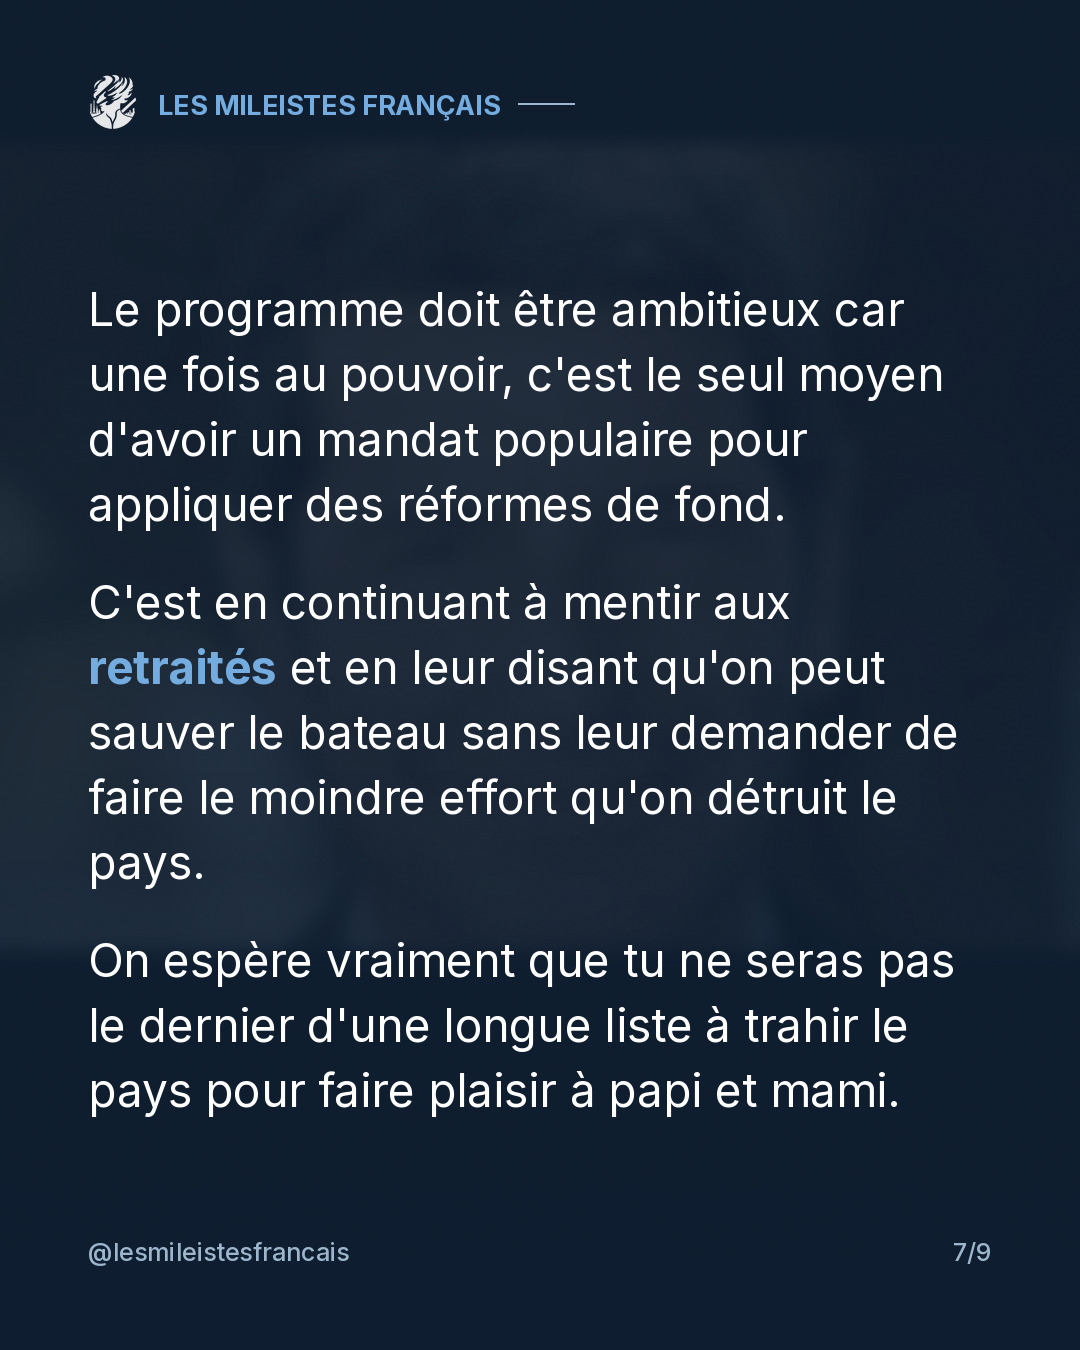 LES MILEISTES FRANÇAIS
Le programme doit être ambitieux car
une fois au pouvoir, c'est le seul moyen
d'avoir un mandat populaire pour
appliquer des réformes de fond.
C'est en continuant à mentir aux
retraités et en leur disant qu'on peut
sauver le bateau sans leur demander de
faire le moindre effort qu'on détruit le
pays.
On espère vraiment que tu ne seras pas
le dernier d'une longue liste à trahir le
pays pour faire plaisir à papi et mami.
@lesmileistesfrancais
7/9